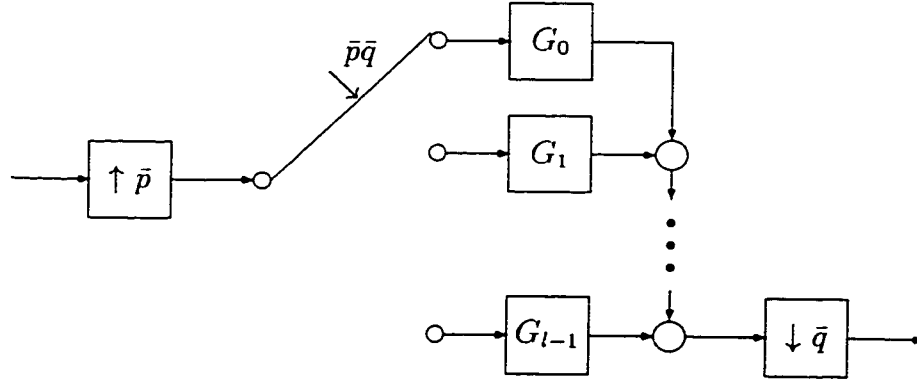 G₀
p̄q̄
G₁
↑ p̄
G_{l−1}
↓ q̄